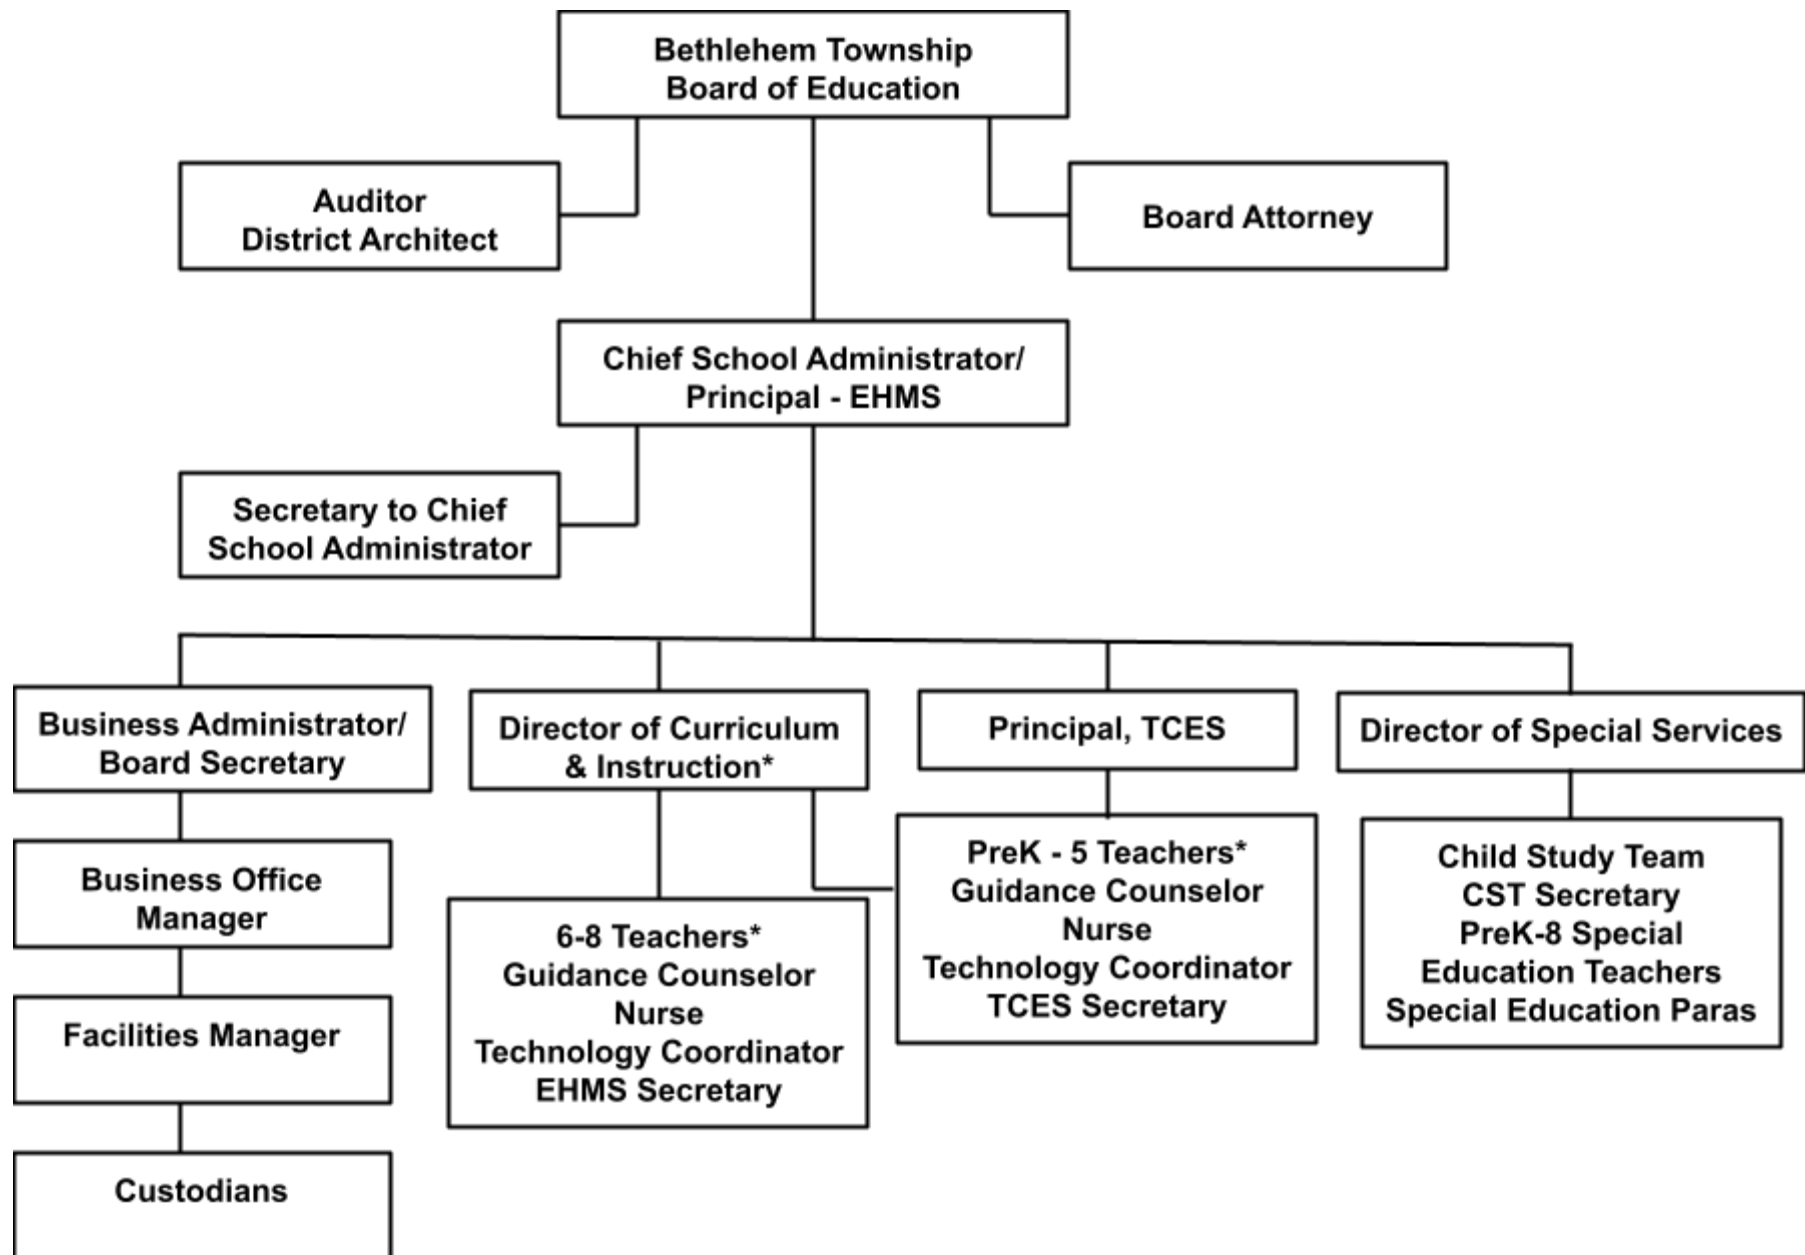 Bethlehem Township
Board of Education
Auditor
District Architect
Board Attorney
Chief School Administrator/
Principal - EHMS
Secretary to Chief
School Administrator
Business Administrator/
Board Secretary
Director of Curriculum
& Instruction*
Principal, TCES
Director of Special Services
Business Office
Manager
Facilities Manager
Custodians
6-8 Teachers*
Guidance Counselor
Nurse
Technology Coordinator
EHMS Secretary
PreK - 5 Teachers*
Guidance Counselor
Nurse
Technology Coordinator
TCES Secretary
Child Study Team
CST Secretary
PreK-8 Special
Education Teachers
Special Education Paras